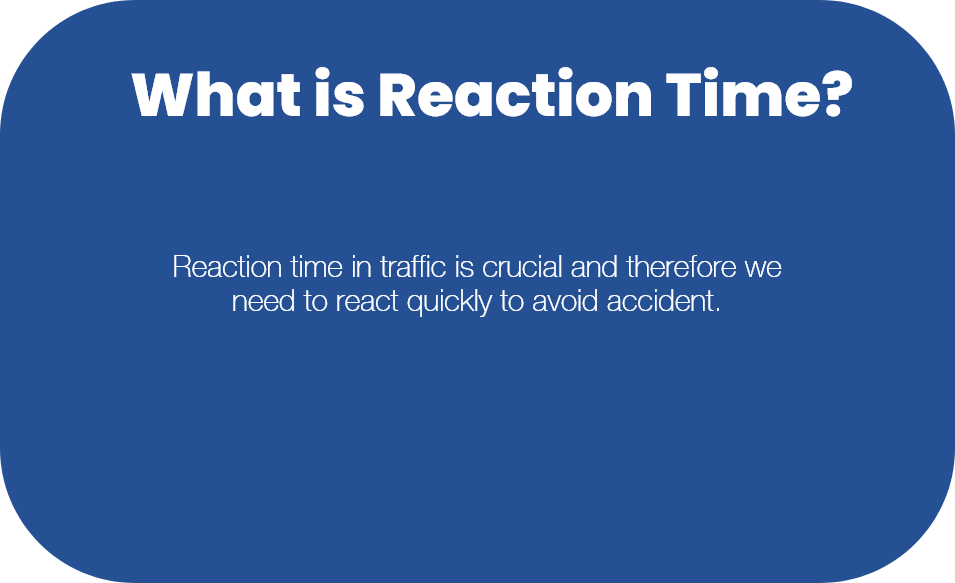 What is Reaction Time?
Reaction time in traffic is crucial and therefore we
need to react quickly to avoid accident.